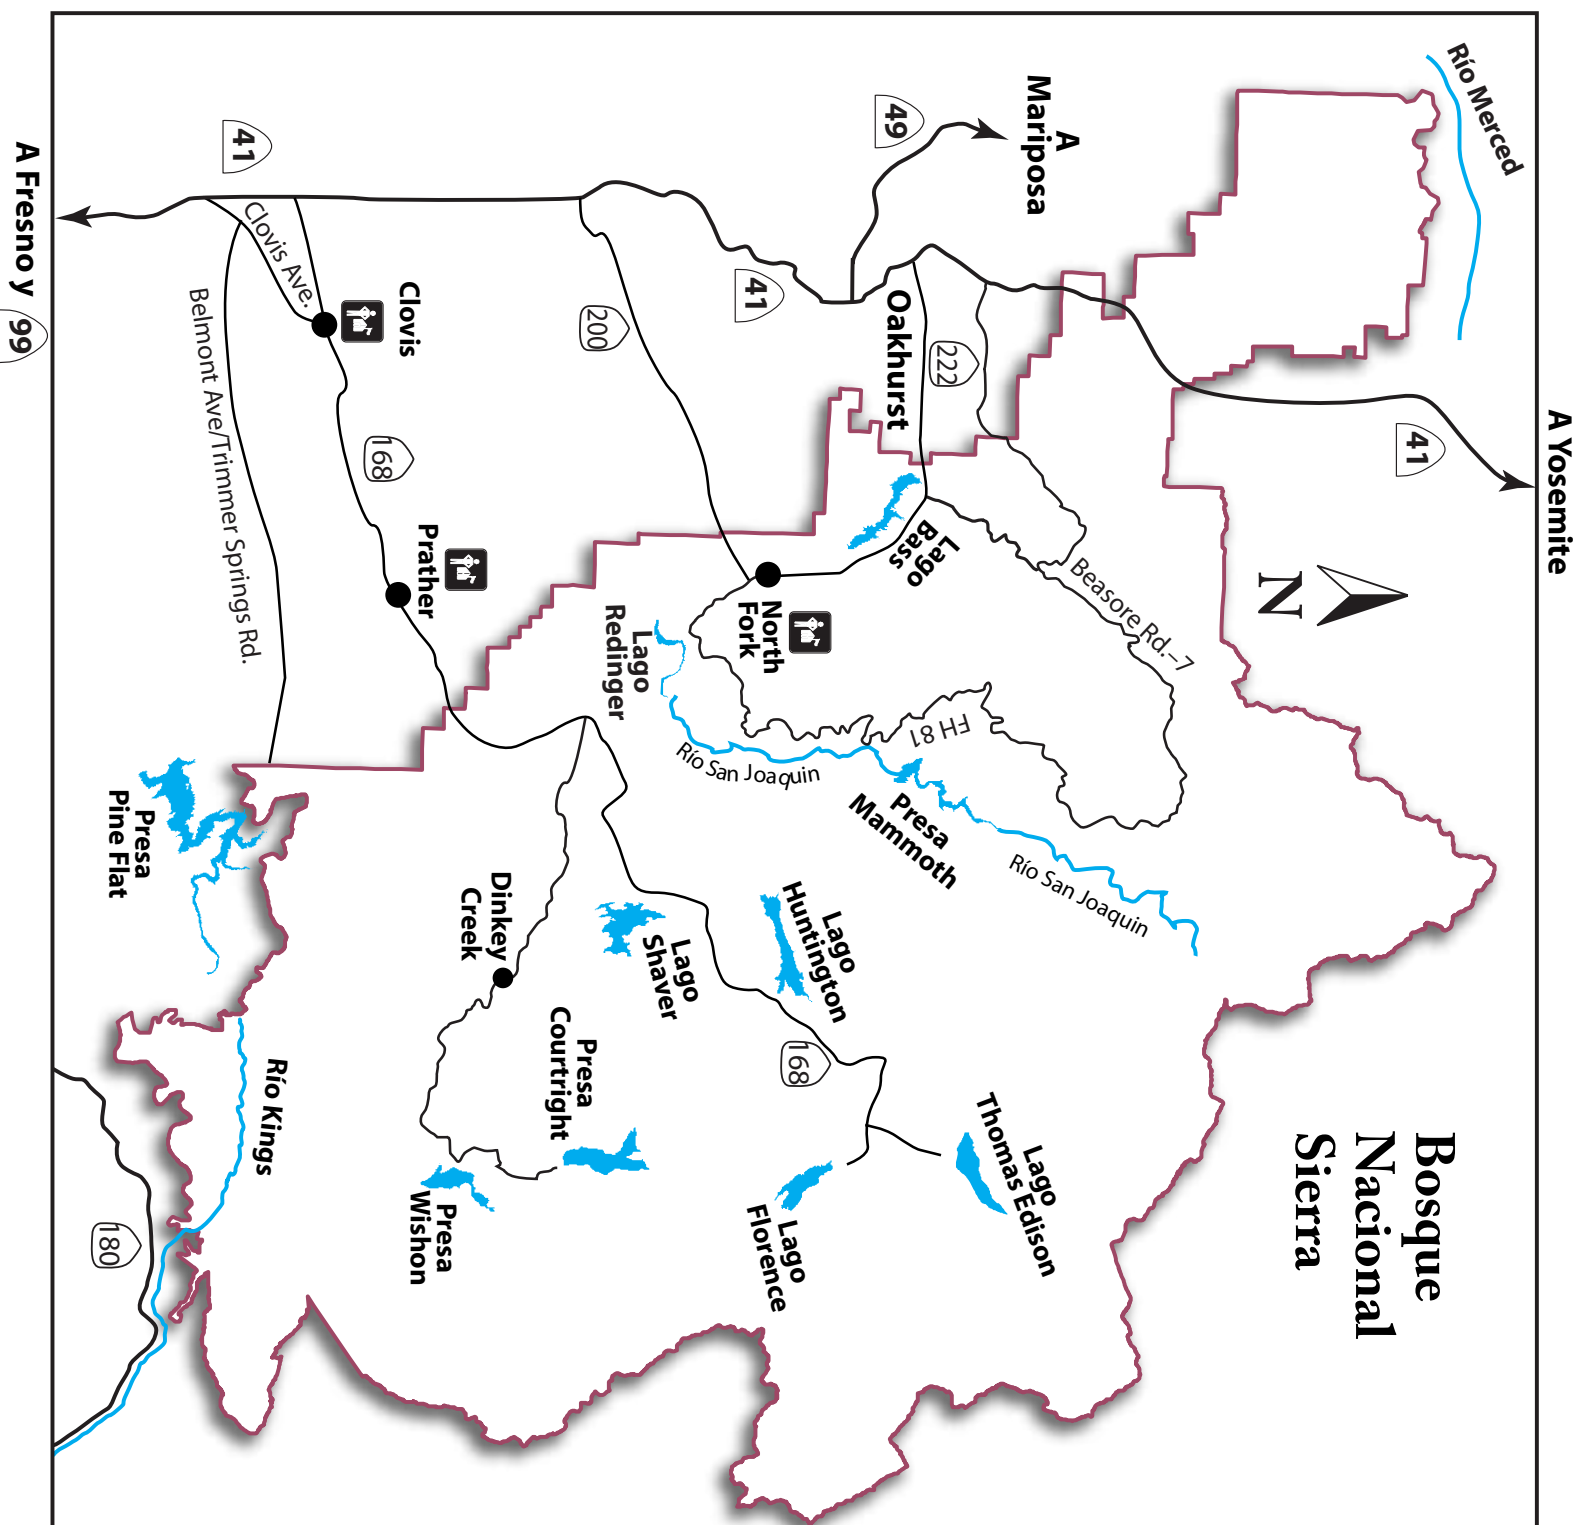 A Yosemite
Río Merced
41
Bosque
Nacional
Sierra
N
A
Mariposa
49
Oakhurst
222
41
Lago
Bass
Beasore Rd.–7
FH 81
North
Fork
Lago
Redinger
Río San Joaquin
Presa
Mammoth
Río San Joaquin
Lago
Huntington
Lago
Thomas Edison
Lago
Florence
168
Lago
Shaver
Presa
Courtright
Presa
Wishon
Dinkey
Creek
200
Clovis
168
Prather
Clovis Ave.
41
Belmont Ave/Trimmer Springs Rd.
Presa
Pine Flat
Río Kings
180
A Fresno y
99